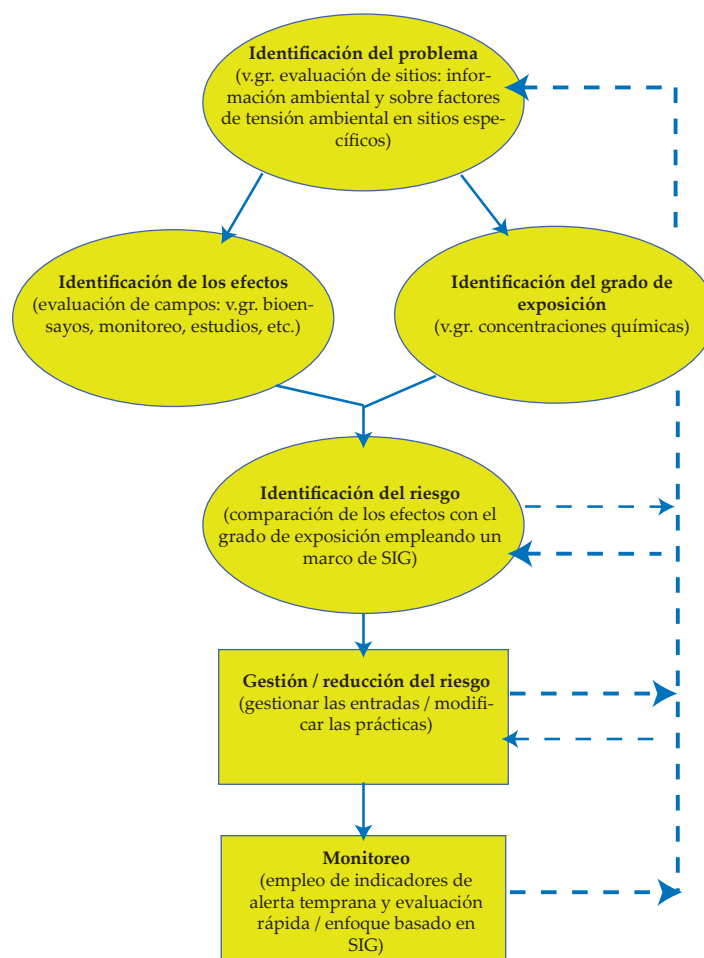 Identificación del problema
(v.gr. evaluación de sitios: infor-
mación ambiental y sobre factores
de tensión ambiental en sitios espe-
cíficos)
Identificación de los efectos
(evaluación de campos: v.gr. bioen-
sayos, monitoreo, estudios, etc.)
Identificación del grado de
exposición
(v.gr. concentraciones químicas)
Identificación del riesgo
(comparación de los efectos con el
grado de exposición empleando un
marco de SIG)
Gestión / reducción del riesgo
(gestionar las entradas / modifi-
car las prácticas)
Monitoreo
(empleo de indicadores de
alerta temprana y evaluación
rápida / enfoque basado en
SIG)